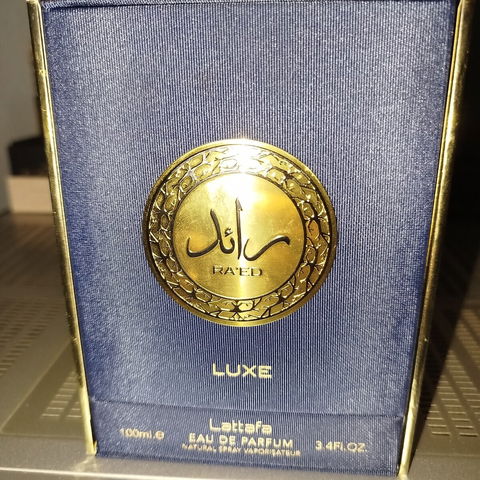 رائد
RA'ED
LUXE
Lattafa
100ml.e EAU DE PARFUM 3.4Fl.OZ.
NATURAL SPRAY VAPORISATEUR